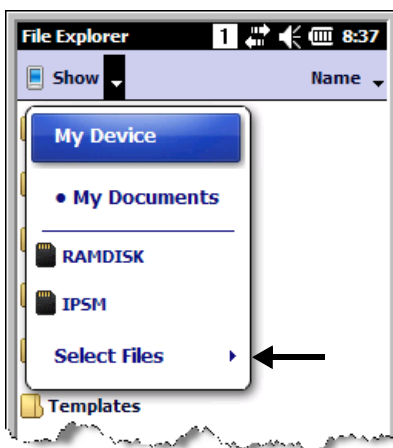 File Explorer 1 8:37
Show Name
My Device
• My Documents
RAMDISK
IPSM
Select Files
Templates